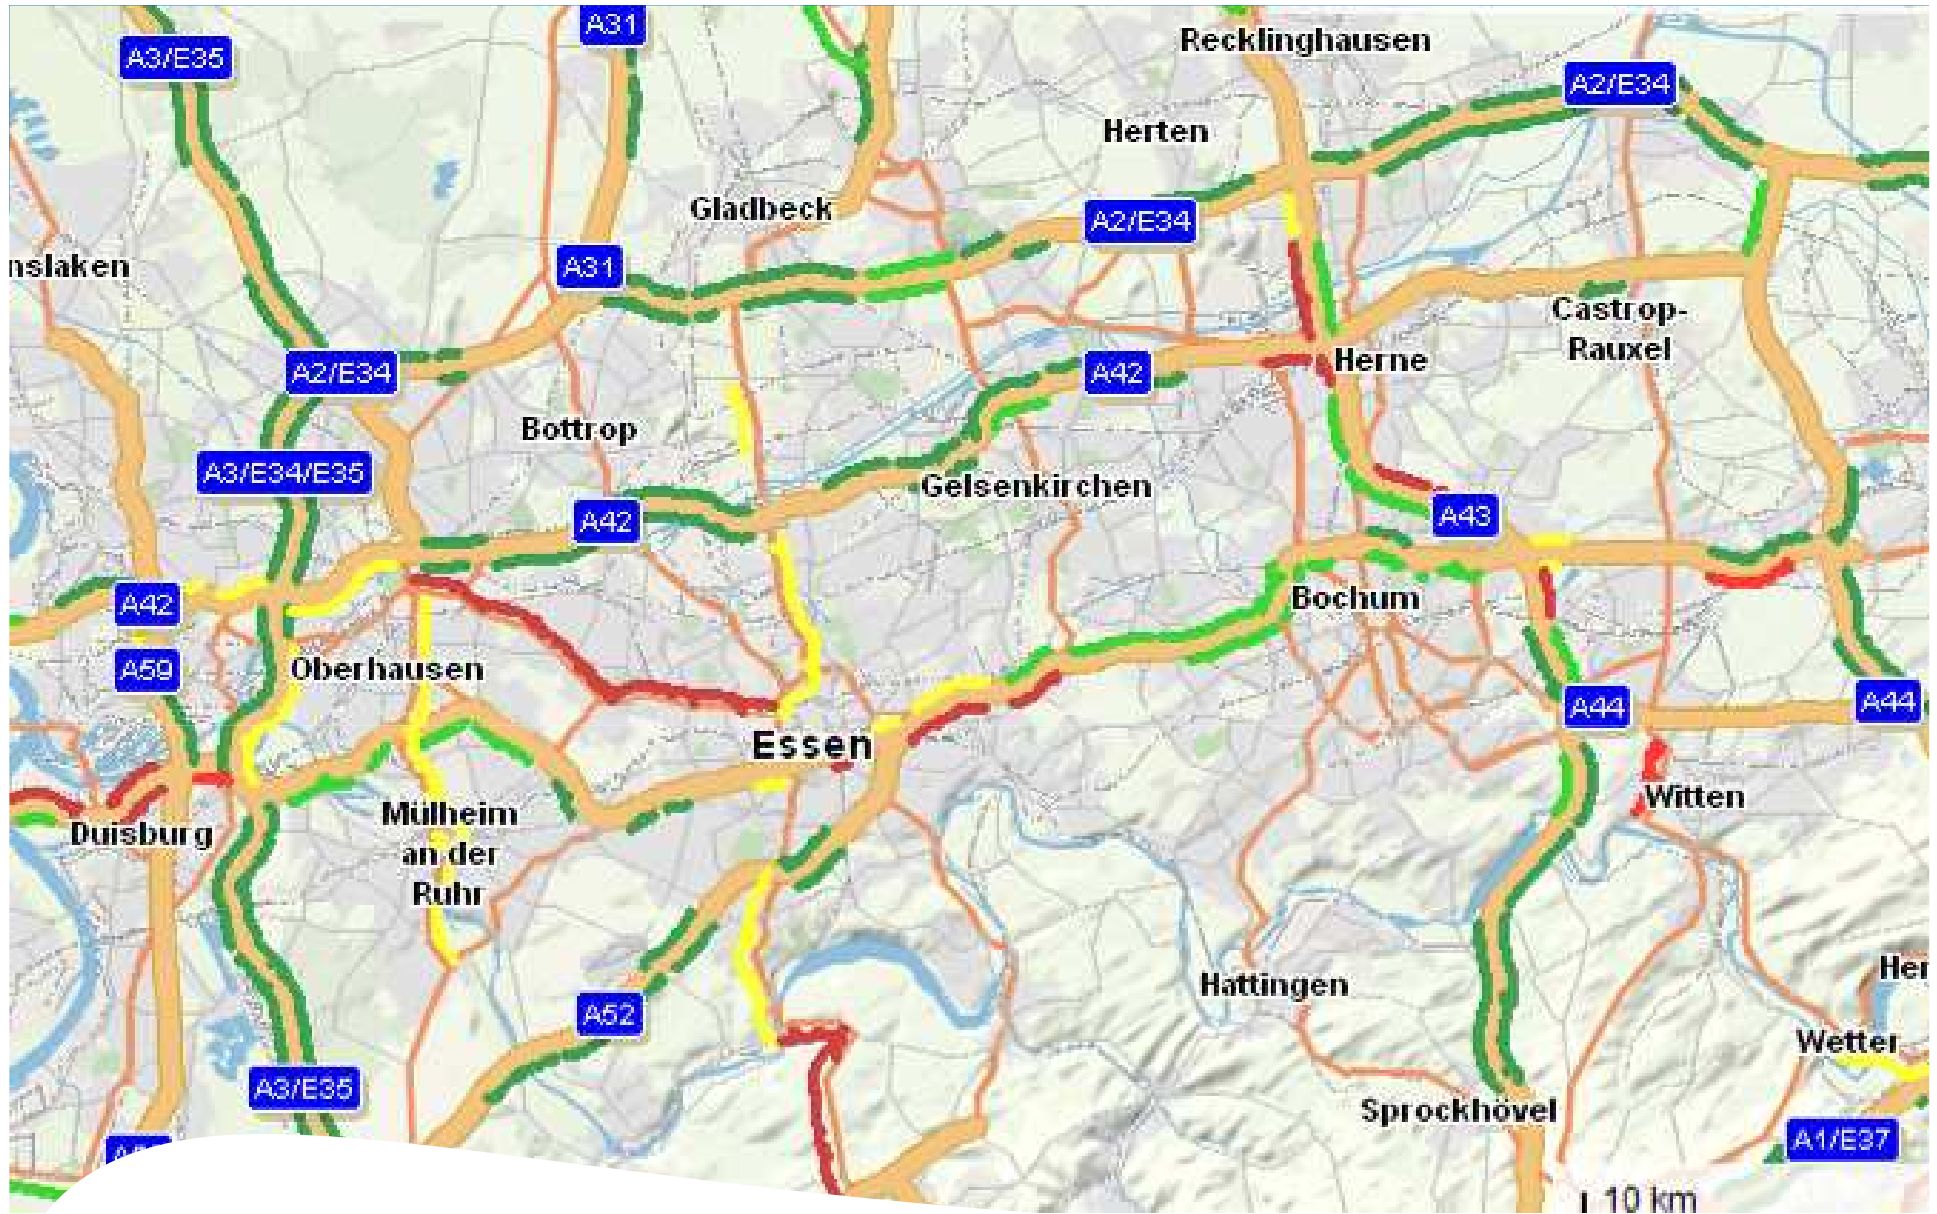 A31
Recklinghausen
A3/E35
A2/E34
Herten
Gladbeck
A2/E34
nslaken
A31
Castrop-
Rauxel
A2/E34
A42
Herne
Bottrop
A3/E34/E35
Gelsenkirchen
A42
A43
A42
Bochum
A59
Oberhausen
A44
A44
Essen
Witten
Mülheim
an der
Ruhr
Duisburg
Her
Hattingen
A52
Wetter
A3/E35
Sprockhövel
A1/E37
10 km